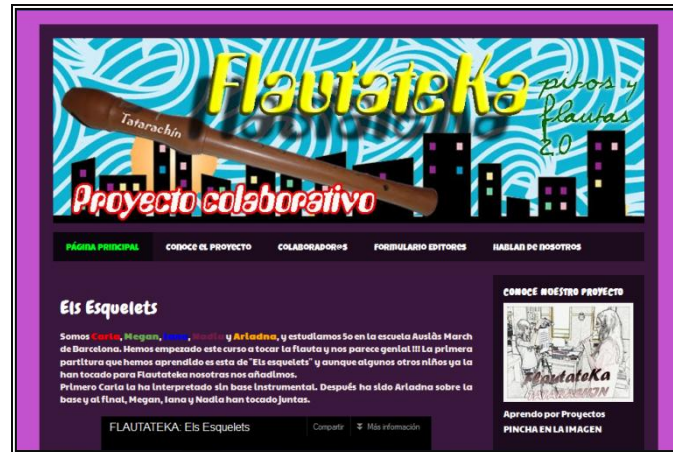 FlautateKa
pitos y
flautas
2.0
Tatarachín
Proyecto colaborativo
PÁGINA PRINCIPAL CONOCE EL PROYECTO COLABORADOR@S FORMULARIO EDITORES HABLAN DE NOSOTROS
Els Esquelets
Somos Carla, Megan, Iana, Nadia y Ariadna, y estudiamos 5o en la escuela Auslàs March
de Barcelona. Hemos empezado este curso a tocar la flauta y nos parece genial !!! La primera
partitura que hemos aprendido es esta de "Els esquelets" y aunque algunos otros niños ya la
han tocado para Flautateka nosotras nos añadimos.
Primero Carla la ha interpretado sin base instrumental. Después ha sido Ariadna sobre la
base y al final, Megan, Iana y Nadia han tocado juntas.
FLAUTATEKA: Els Esquelets Compartir Más información
CONOCE NUESTRO PROYECTO
FlautateKa
Aprendo por Proyectos
PINCHA EN LA IMAGEN